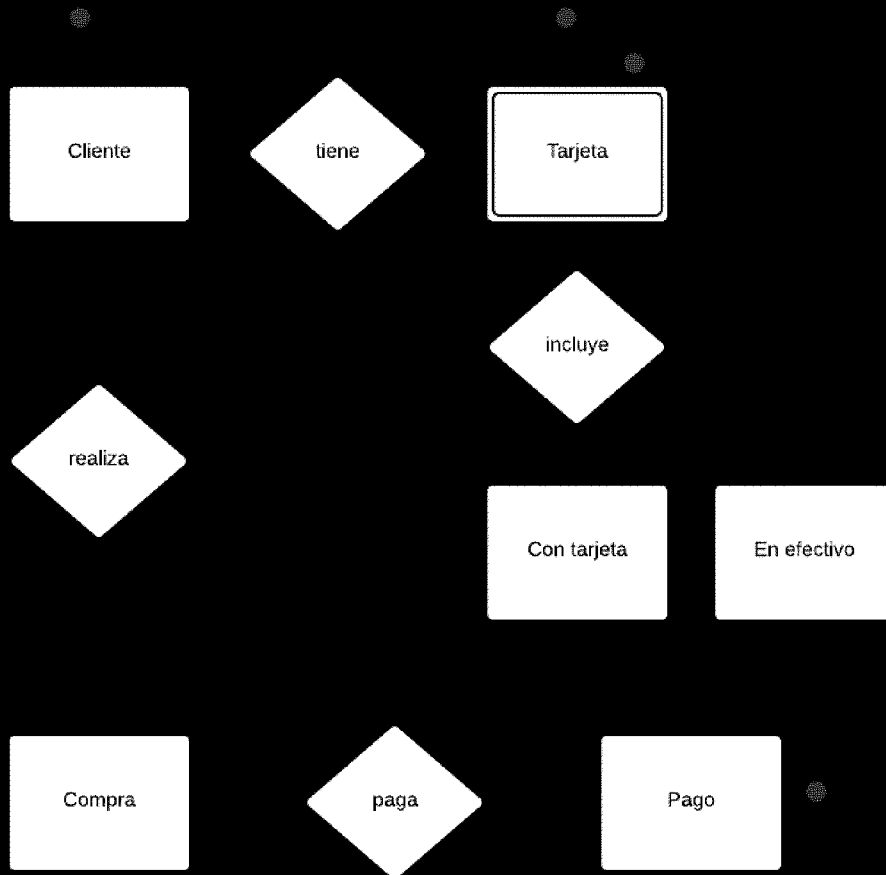 Cliente
tiene
Tarjeta
incluye
realiza
Con tarjeta
En efectivo
Compra
paga
Pago